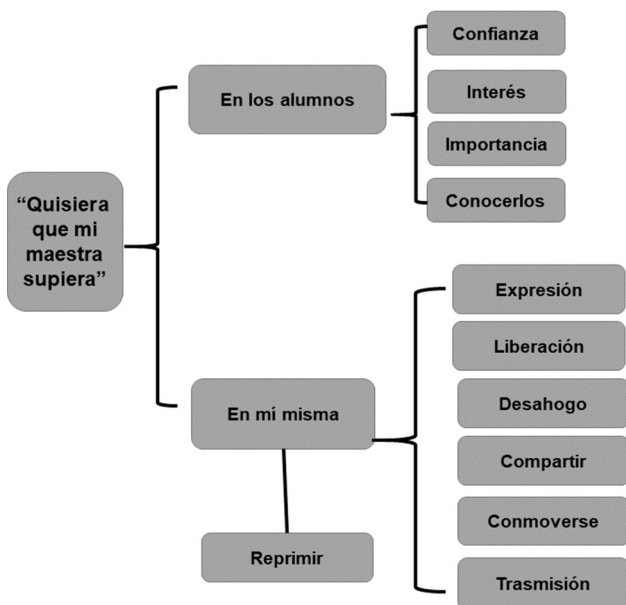 “Quisiera
que mi
maestra
supiera”
En los alumnos
Confianza
Interés
Importancia
Conocerlos
En mí misma
Reprimir
Expresión
Liberación
Desahogo
Compartir
Conmoverse
Trasmisión